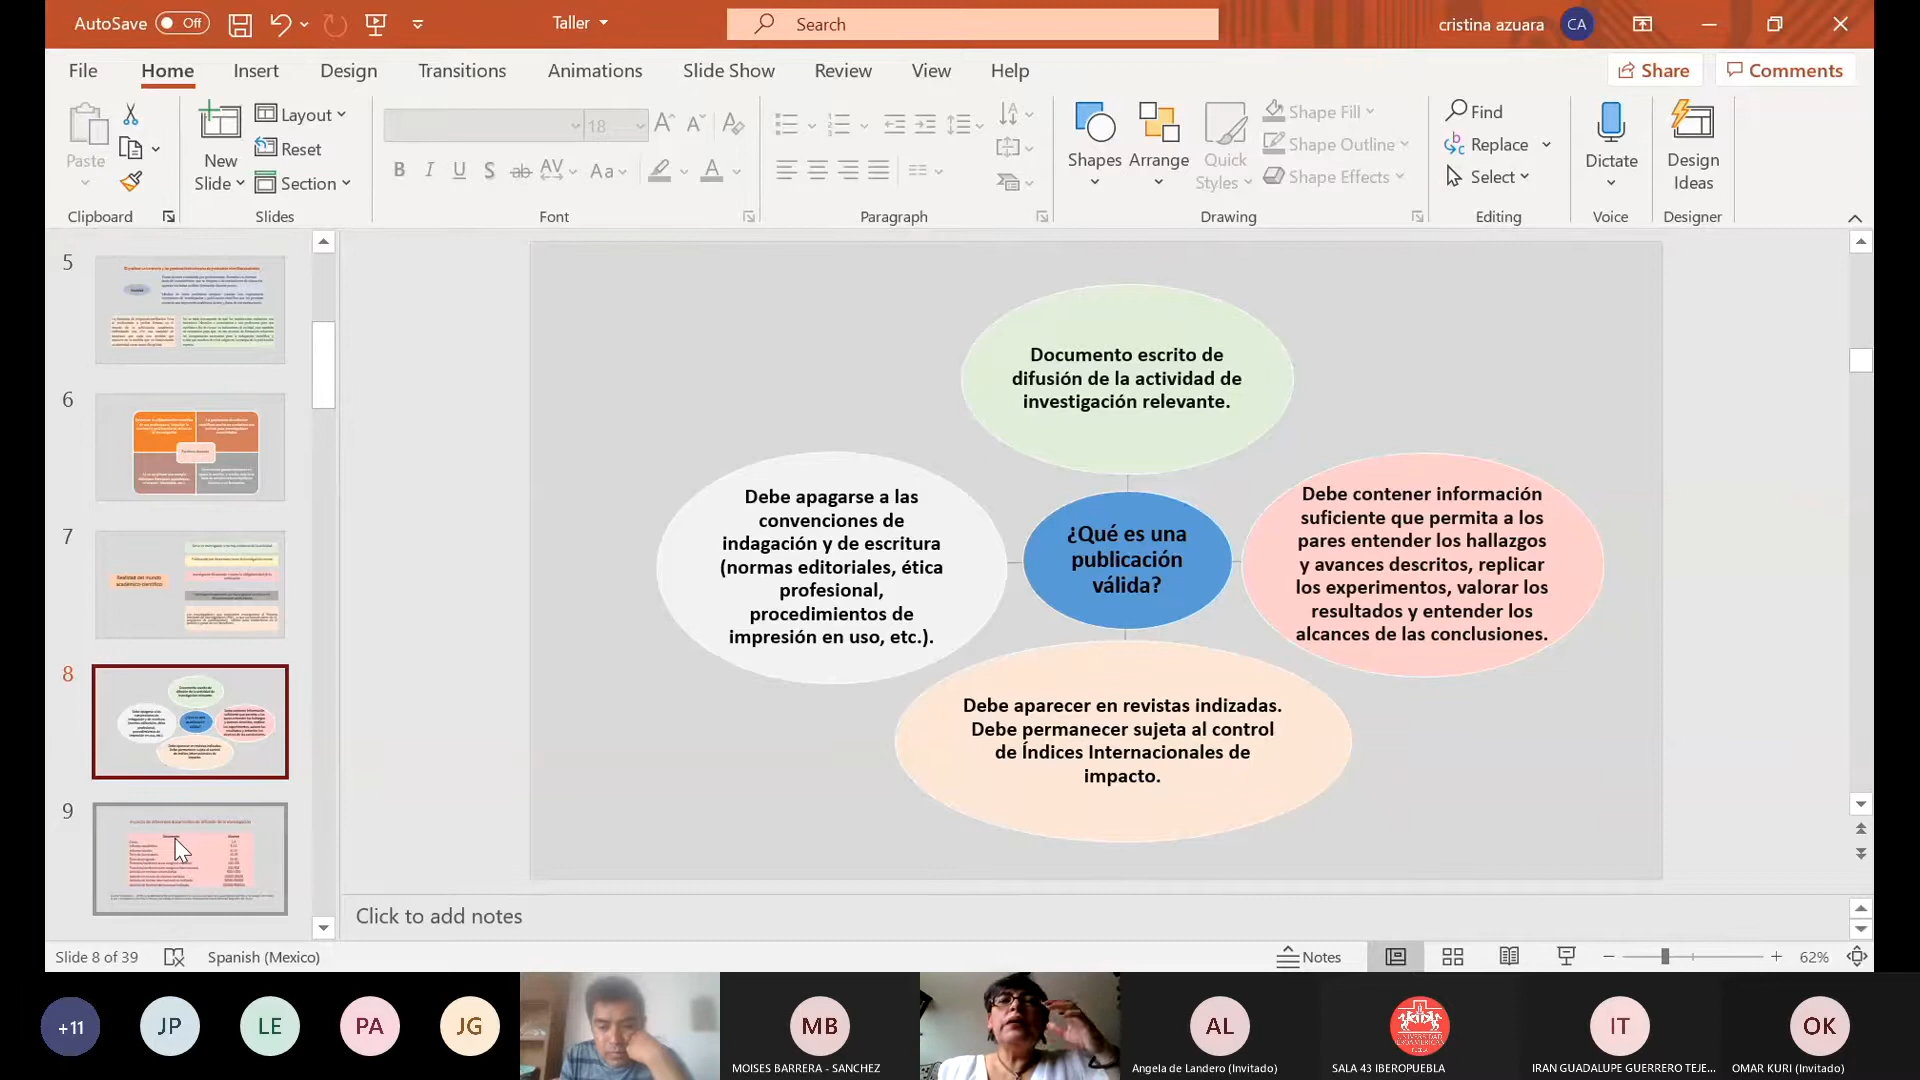 AutoSave Off
Taller
Search
cristina azuara CA
File Home Insert Design Transitions Animations Slide Show Review View Help
Share Comments
Paste
New Slide
Layout
Reset
Section
18
B I U S ab AV Aa A
Shapes
Arrange
Quick Styles
Shape Fill
Shape Outline
Shape Effects
Find
Replace
Select
Dictate
Design Ideas
Clipboard Slides Font Paragraph Drawing Editing Voice Designer
5
6
7
Realidad del mundo
académico-científico
8
9
Documento escrito de
difusión de la actividad de
investigación relevante.
Debe apagarse a las
convenciones de
indagación y de escritura
(normas editoriales, ética
profesional,
procedimientos de
impresión en uso, etc.).
¿Qué es una
publicación
válida?
Debe contener información
suficiente que permita a los
pares entender los hallazgos
y avances descritos, replicar
los experimentos, valorar los
resultados y entender los
alcances de las conclusiones.
Debe aparecer en revistas indizadas.
Debe permanecer sujeta al control
de Índices Internacionales de
impacto.
Click to add notes
Slide 8 of 39 Spanish (Mexico) Notes 62%
+11 JP LE PA JG MB AL IT OK
MOISES BARRERA - SANCHEZ
Angela de Landero (Invitado)
SALA 43 IBEROPUEBLA
IRAN GUADALUPE GUERRERO TEJE...
OMAR KURI (Invitado)